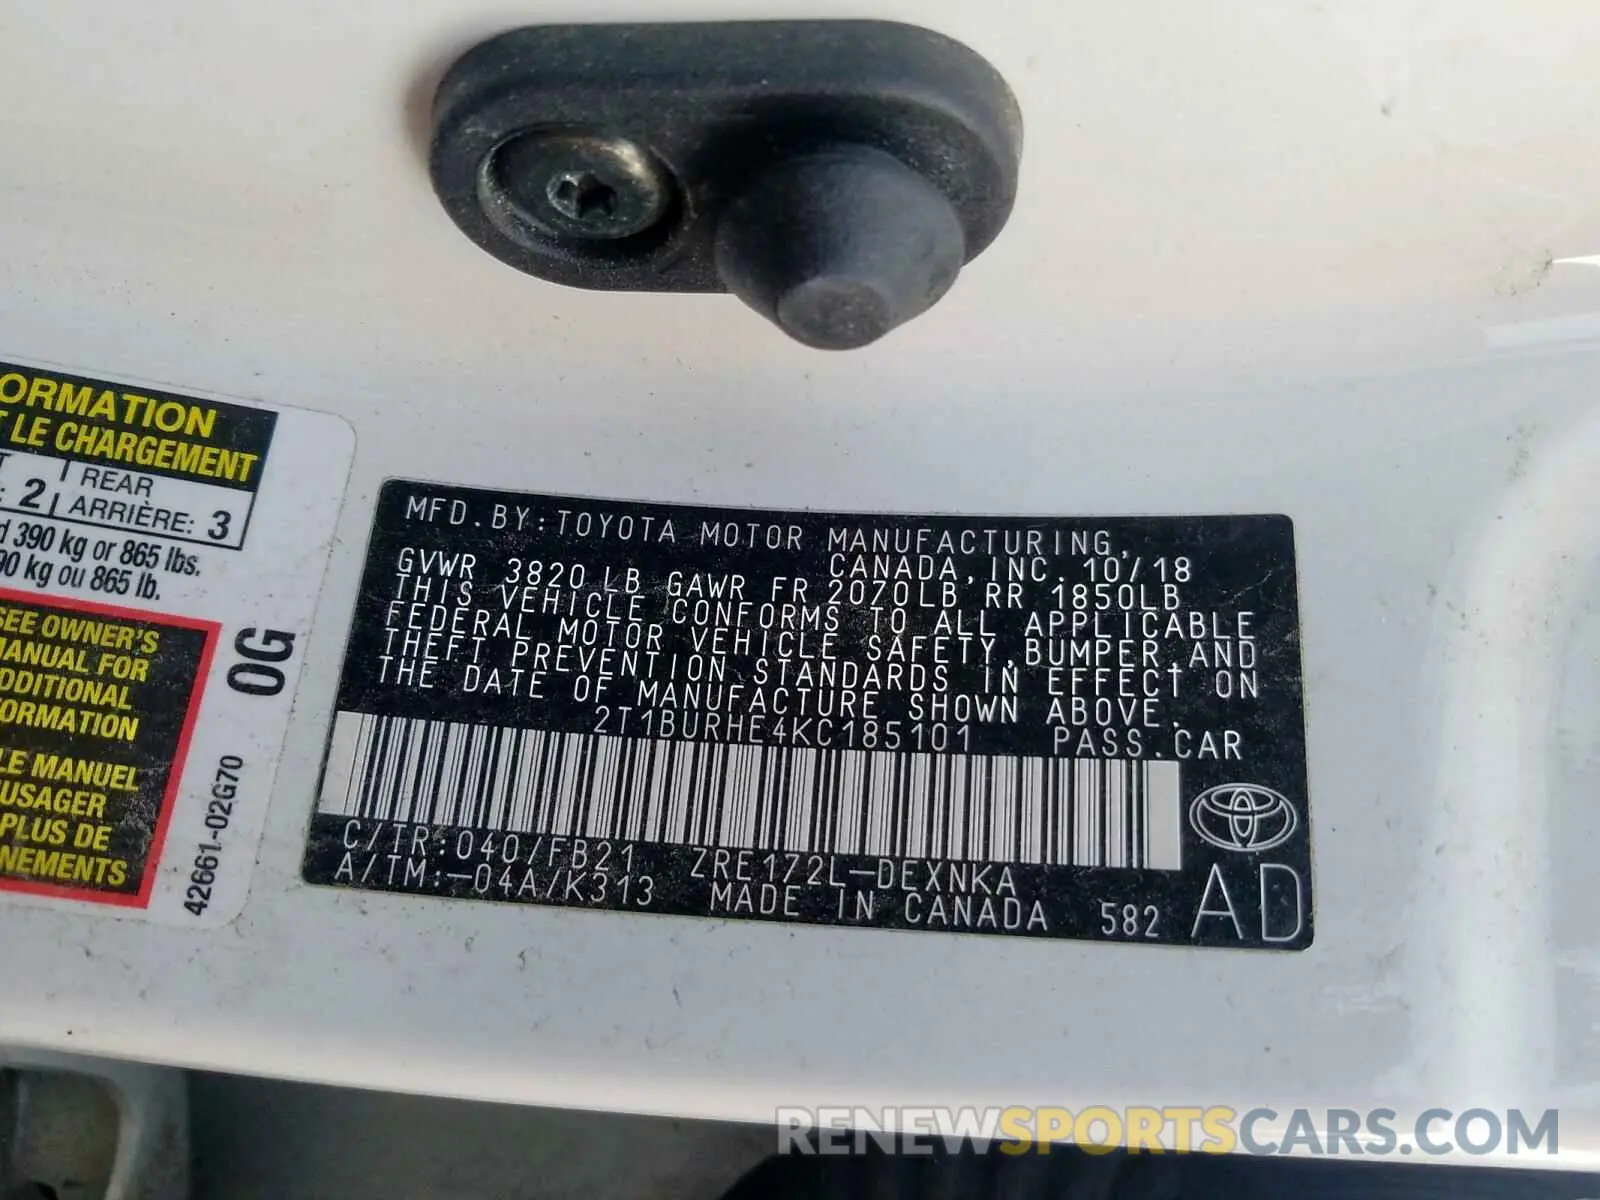 ORMATION
T LE CHARGEMENT
2 REAR
ARRIÈRE: 3
390 kg or 865 lbs.
90 kg ou 865 lb.
SEE OWNER'S
MANUAL FOR
ADDITIONAL
FORMATION
LE MANUEL
USAGER
PLUS DE
NEMENTS
0G
42661-02G70
MFD.BY:TOYOTA MOTOR MANUFACTURING,
CANADA,INC. 10/18
GVWR 3820 LB GAWR FR 2070LB RR 1850LB
THIS VEHICLE CONFORMS TO ALL APPLICABLE
FEDERAL MOTOR VEHICLE SAFETY,BUMPER,AND
THEFT PREVENTION STANDARDS IN EFFECT ON
THE DATE OF MANUFACTURE SHOWN ABOVE.
2T1BURHE4KC185101 PASS.CAR
C/TR:040/FB21 ZRE172L-DEXNKA
A/TM:-04A/K313 MADE IN CANADA 582
AD
RENEWSPORTSCARS.COM